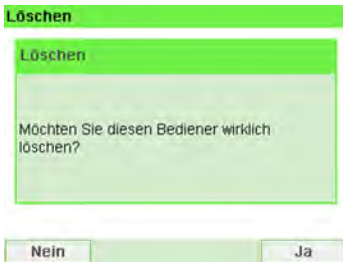 Löschen
Löschen
Möchten Sie diesen Bediener wirklich
löschen?
Nein
Ja